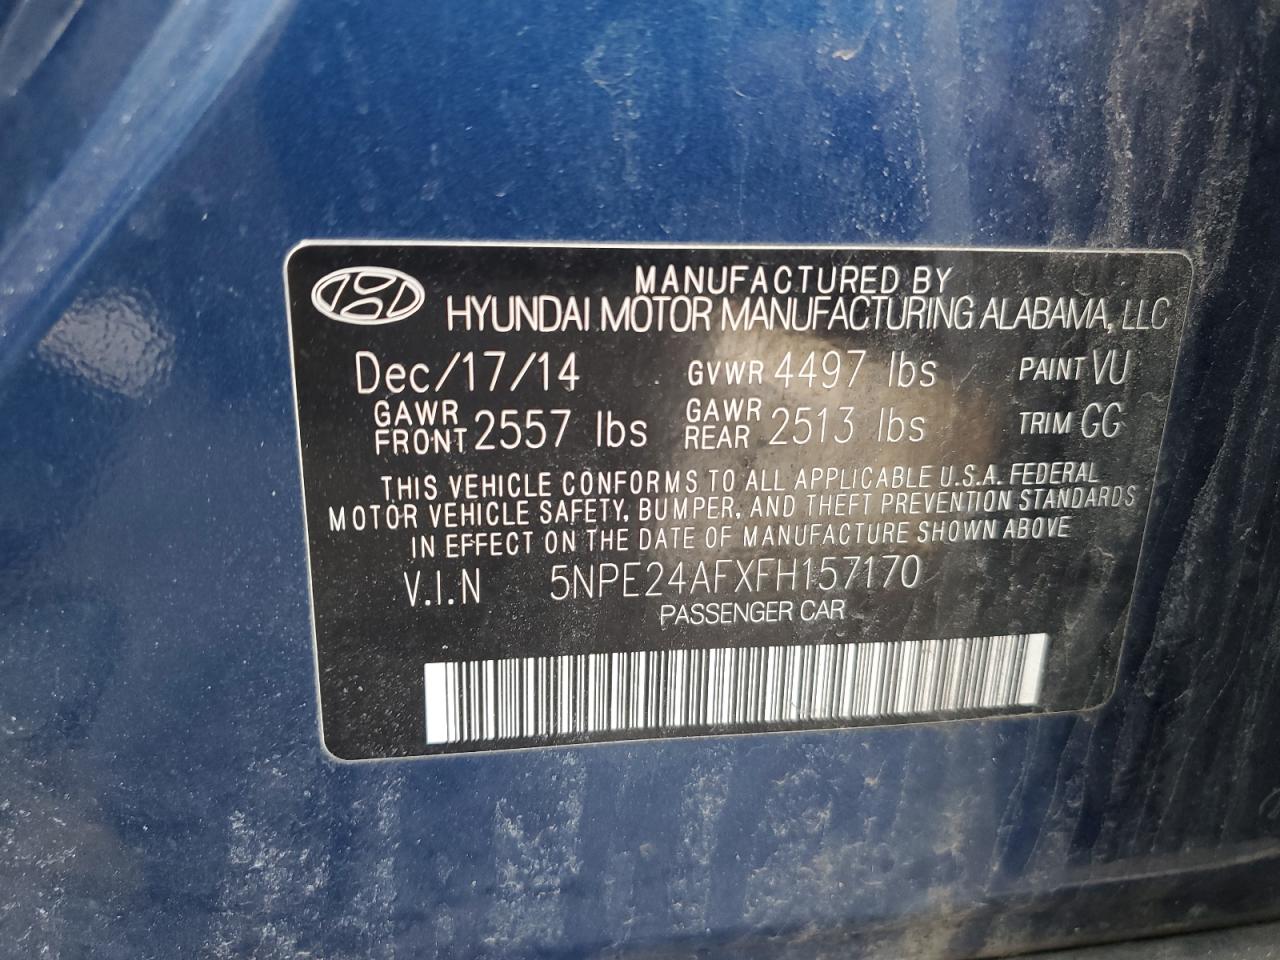 MANUFACTURED BY
HYUNDAI MOTOR MANUFACTURING ALABAMA, LLC
Dec/17/14 GVWR 4497 lbs PAINT VU
GAWR FRONT 2557 lbs GAWR REAR 2513 lbs TRIM GG
THIS VEHICLE CONFORMS TO ALL APPLICABLE U.S.A. FEDERAL
MOTOR VEHICLE SAFETY, BUMPER, AND THEFT PREVENTION STANDARDS
IN EFFECT ON THE DATE OF MANUFACTURE SHOWN ABOVE
V.I.N 5NPE24AFXFH157170
PASSENGER CAR